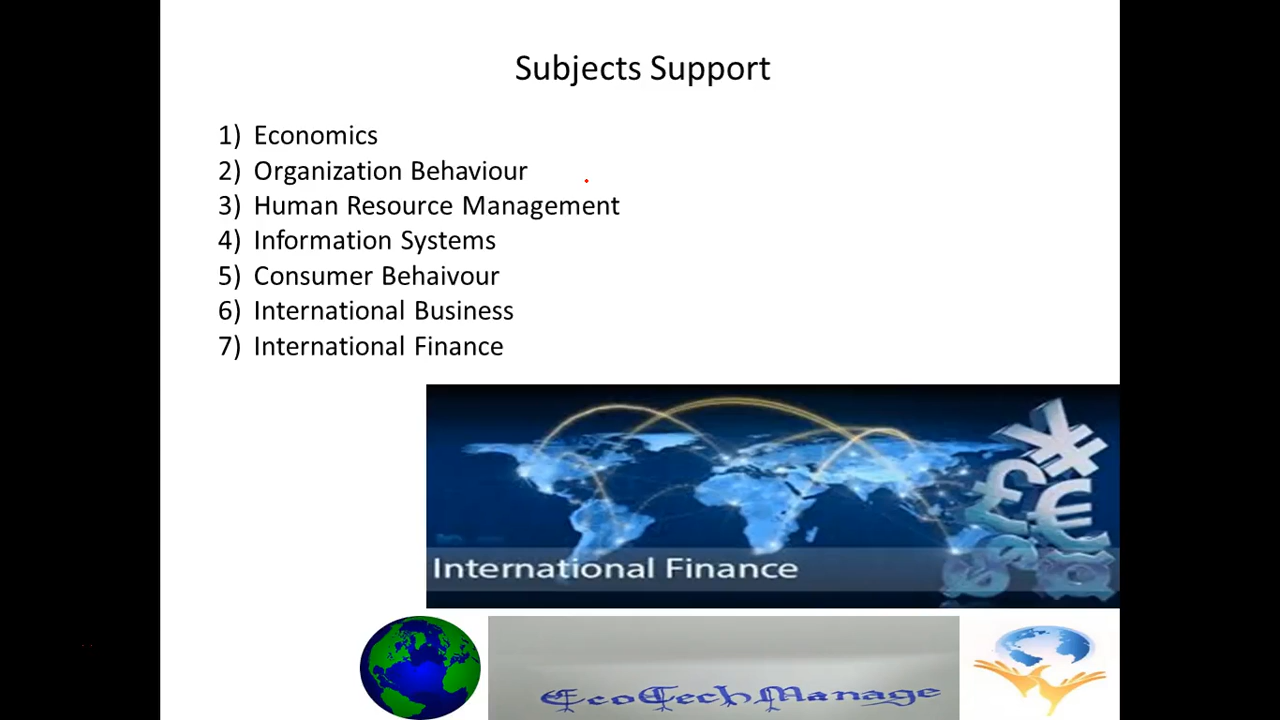 Subjects Support
1) Economics
2) Organization Behaviour
3) Human Resource Management
4) Information Systems
5) Consumer Behaivour
6) International Business
7) International Finance
International Finance
EcoTechManage